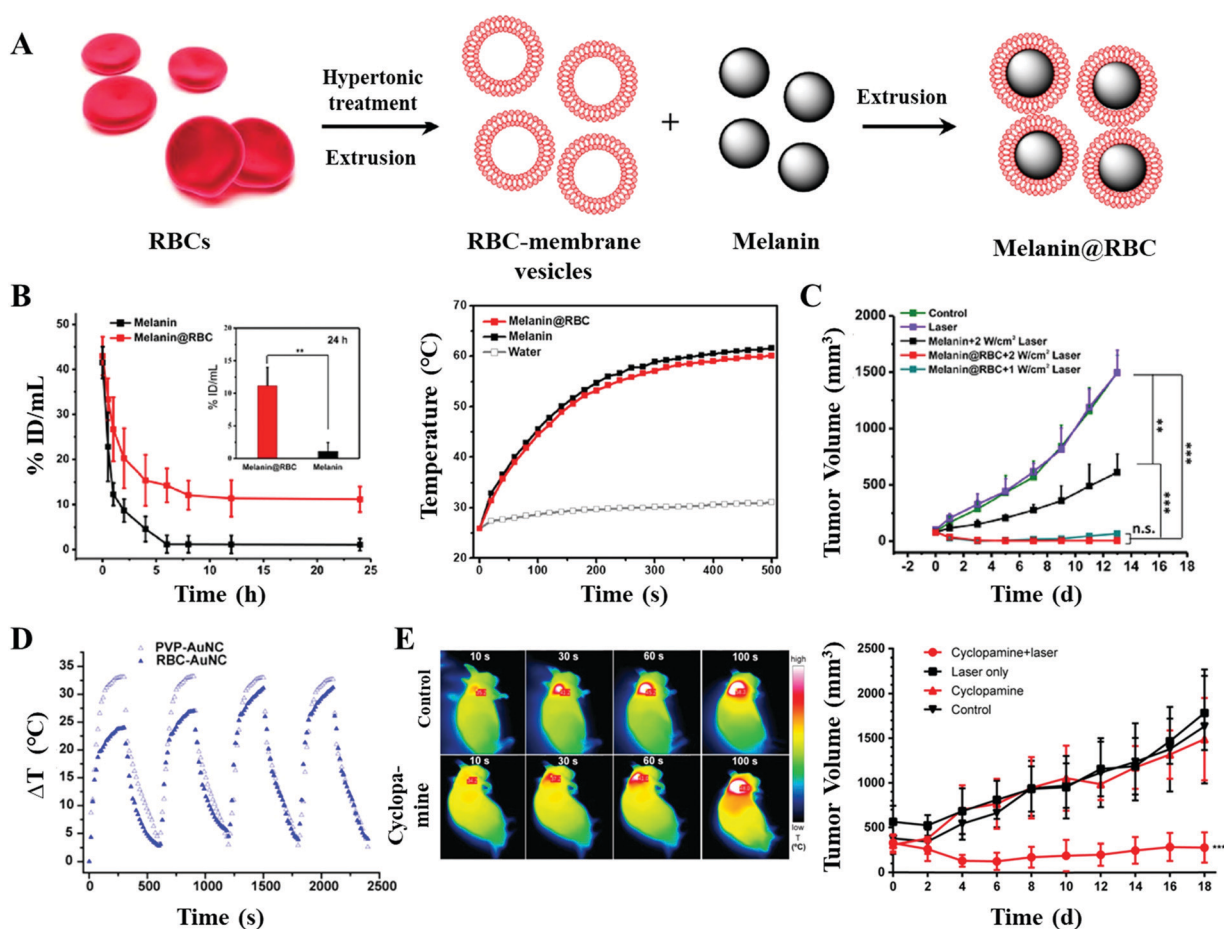 A
Hypertonic
treatment
Extrusion
+
Extrusion
RBCs
RBC-membrane
vesicles
Melanin
Melanin@RBC
B
% ID/mL
50
40
30
20
10
0
Melanin
Melanin@RBC
% ID/mL
20
15
10
5
0
24 h
**
Melanin@RBC
Melanin
0
5
10
15
20
25
Time (h)
Temperature (°C)
70
60
50
40
30
20
Melanin@RBC
Melanin
Water
0
100
200
300
400
500
Time (s)
C
Tumor Volume (mm³)
2000
1500
1000
500
0
Control
Laser
Melanin+2 W/cm² Laser
Melanin@RBC+2 W/cm² Laser
Melanin@RBC+1 W/cm² Laser
**
***
***
n.s.
-2
0
2
4
6
8
10
12
14
16
18
Time (d)
D
ΔT (°C)
35
30
25
20
15
10
5
0
PVP-AuNC
RBC-AuNC
0
500
1000
1500
2000
2500
Time (s)
E
Control
10 s
30 s
60 s
100 s
Cyclopa-
mine
10 s
30 s
60 s
100 s
high
low
T
(°C)
Tumor Volume (mm³)
2500
2000
1500
1000
500
0
Cyclopamine+laser
Laser only
Cyclopamine
Control
***
0
2
4
6
8
10
12
14
16
18
Time (d)